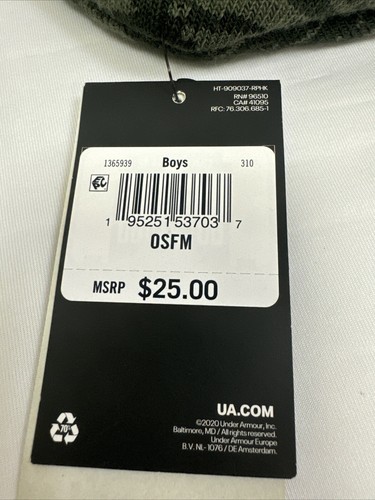 HT-909037-RPHK
RN# 96510
CA# 41095
RFC: 76.306.685-1
1365939 Boys 310
1 95251 53703 7
OSFM
MSRP $25.00
70%
UA.COM
©2020 Under Armour, Inc.
Baltimore, MD / All rights reserved.
Under Armour Europe
B.V. NL- 1076 / DE Amsterdam.